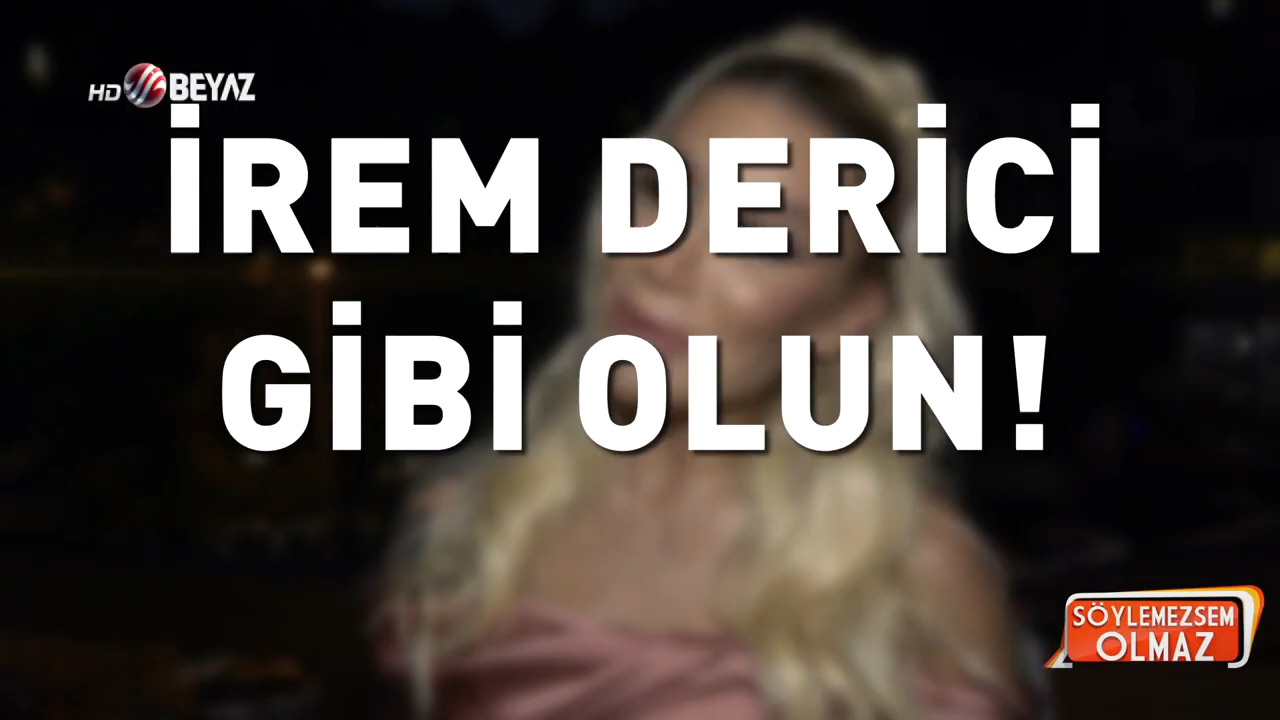 HD BEYAZ
İREM DERİCİ
GİBİ OLUN!
SÖYLEMEZSEM
OLMAZ